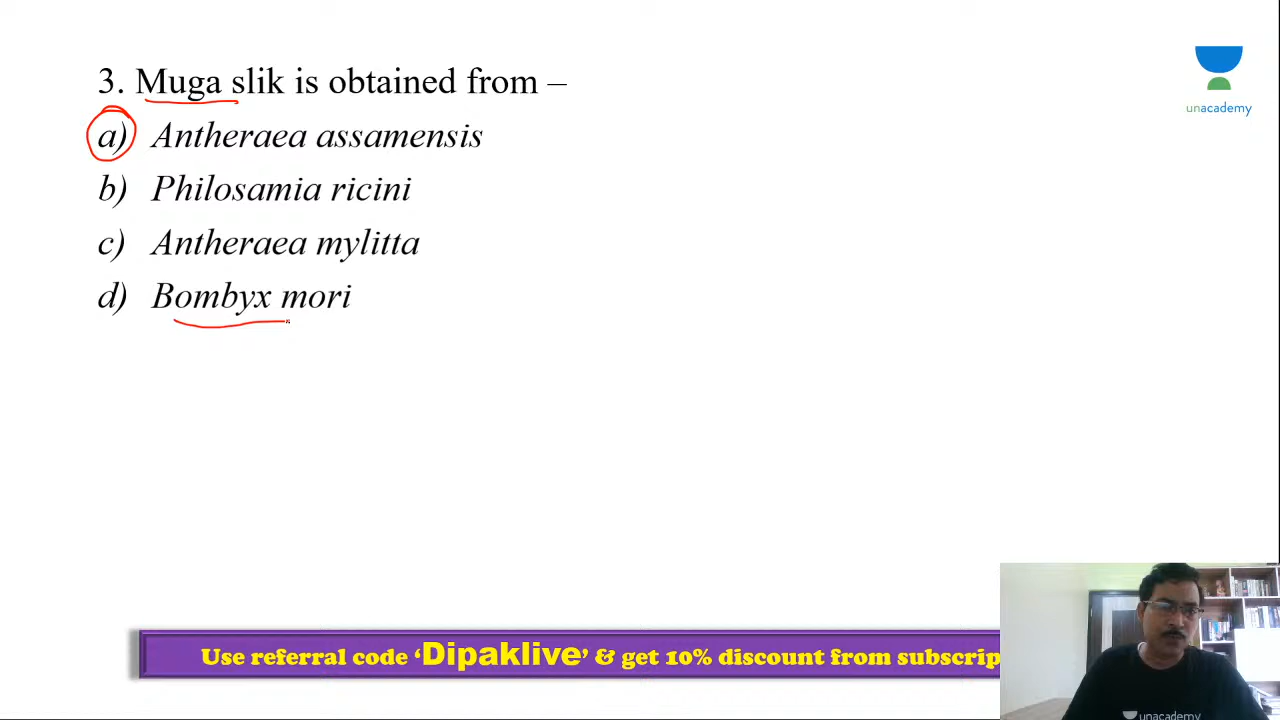 3. Muga slik is obtained from –
a) Antheraea assamensis
b) Philosamia ricini
c) Antheraea mylitta
d) Bombyx mori
unacademy
Use referral code ‘Dipaklive’ & get 10% discount from subscrip
unacademy